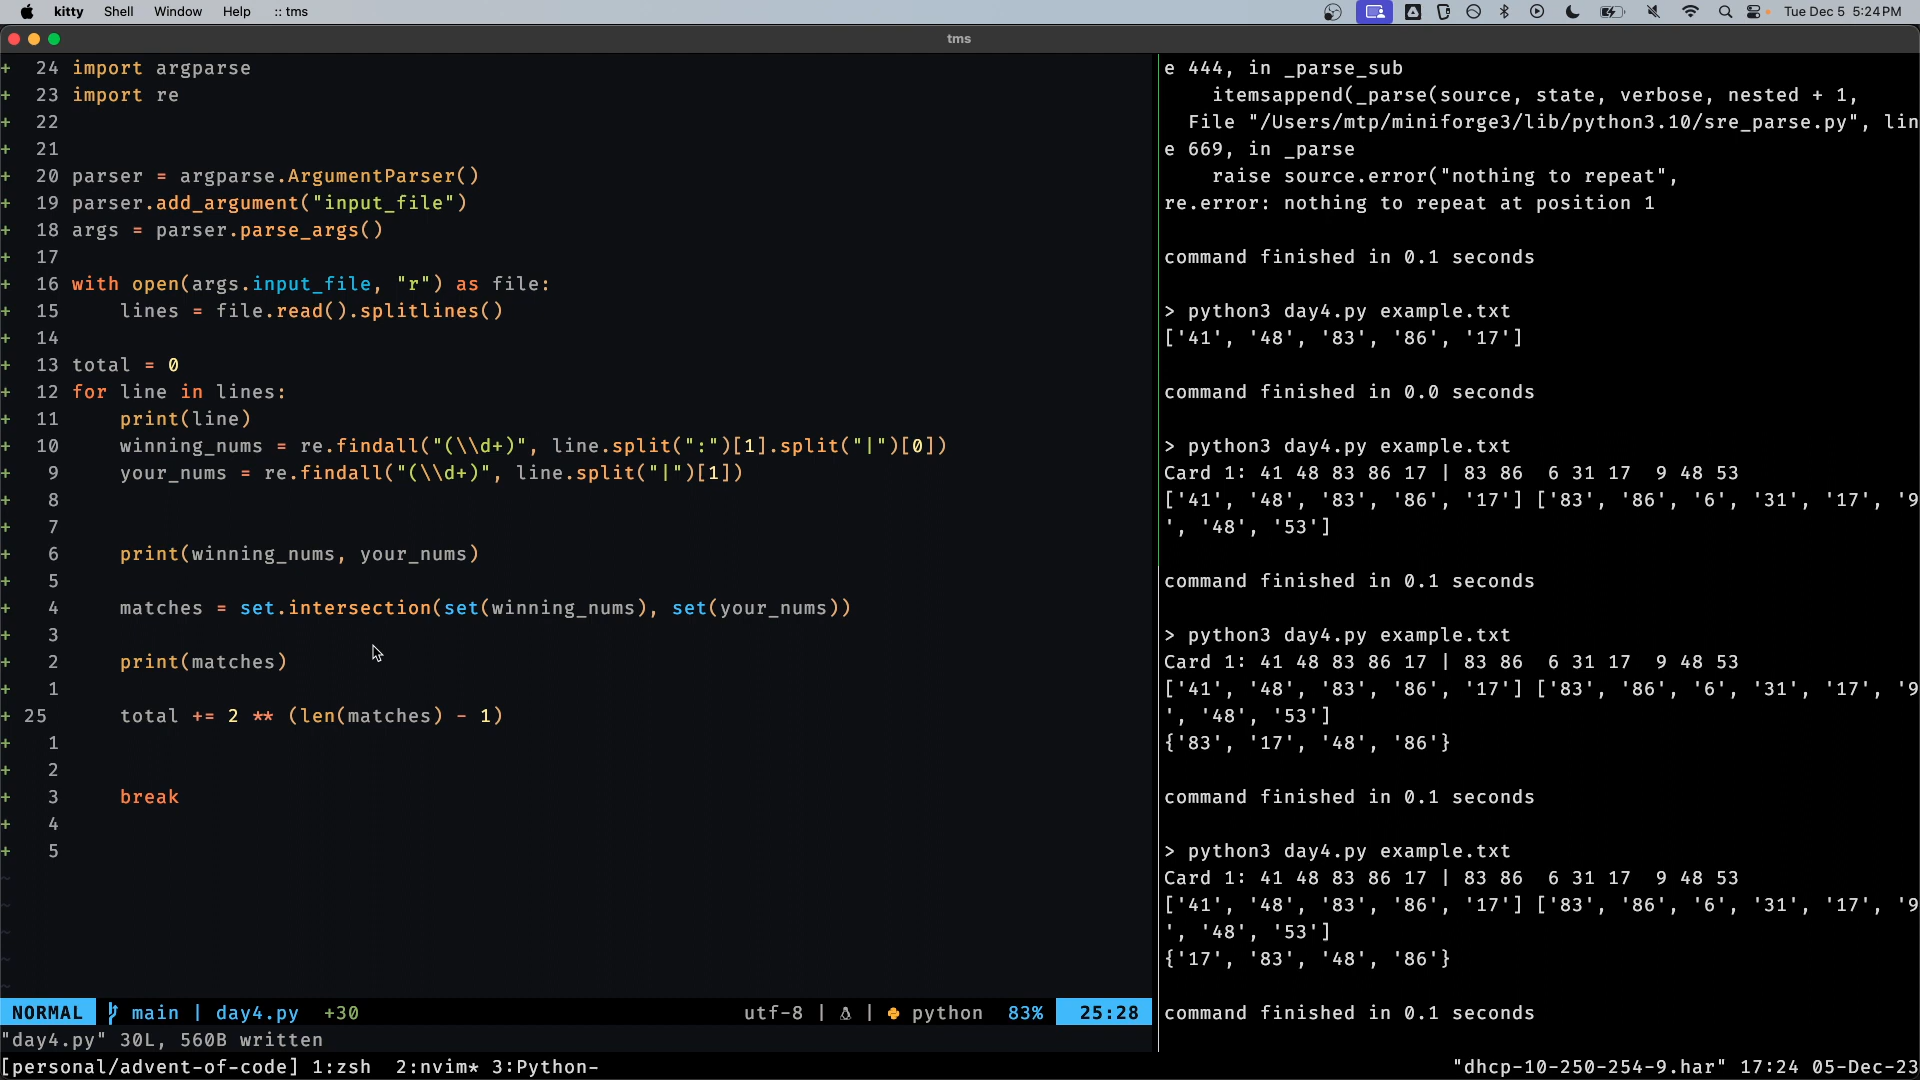 kitty Shell Window Help :: tms
Tue Dec 5 5:24 PM
tms
+ 24 import argparse
+ 23 import re
+ 22
+ 21
+ 20 parser = argparse.ArgumentParser()
+ 19 parser.add_argument("input_file")
+ 18 args = parser.parse_args()
+ 17
+ 16 with open(args.input_file, "r") as file:
+ 15     lines = file.read().splitlines()
+ 14
+ 13 total = 0
+ 12 for line in lines:
+ 11     print(line)
+ 10     winning_nums = re.findall("(\\d+)", line.split(":")[1].split("|")[0])
+ 9     your_nums = re.findall("(\\d+)", line.split("|")[1])
+ 8
+ 7
+ 6     print(winning_nums, your_nums)
+ 5
+ 4     matches = set.intersection(set(winning_nums), set(your_nums))
+ 3
+ 2     print(matches)
+ 1
+ 25     total += 2 ** (len(matches) - 1)
+ 1
+ 2
+ 3     break
+ 4
+ 5
~
~
~
~
~
NORMAL main | day4.py +30 utf-8 | | python 83% 25:28
"day4.py" 30L, 560B written
e 444, in _parse_sub
    itemsappend(_parse(source, state, verbose, nested + 1,
  File "/Users/mtp/miniforge3/lib/python3.10/sre_parse.py", lin
e 669, in _parse
    raise source.error("nothing to repeat",
re.error: nothing to repeat at position 1
command finished in 0.1 seconds
> python3 day4.py example.txt
['41', '48', '83', '86', '17']
command finished in 0.0 seconds
> python3 day4.py example.txt
Card 1: 41 48 83 86 17 | 83 86  6 31 17  9 48 53
['41', '48', '83', '86', '17'] ['83', '86', '6', '31', '17', '9
', '48', '53']
command finished in 0.1 seconds
> python3 day4.py example.txt
Card 1: 41 48 83 86 17 | 83 86  6 31 17  9 48 53
['41', '48', '83', '86', '17'] ['83', '86', '6', '31', '17', '9
', '48', '53']
{'83', '17', '48', '86'}
command finished in 0.1 seconds
> python3 day4.py example.txt
Card 1: 41 48 83 86 17 | 83 86  6 31 17  9 48 53
['41', '48', '83', '86', '17'] ['83', '86', '6', '31', '17', '9
', '48', '53']
{'17', '83', '48', '86'}
command finished in 0.1 seconds
[personal/advent-of-code] 1:zsh  2:nvim* 3:Python- "dhcp-10-250-254-9.har" 17:24 05-Dec-23